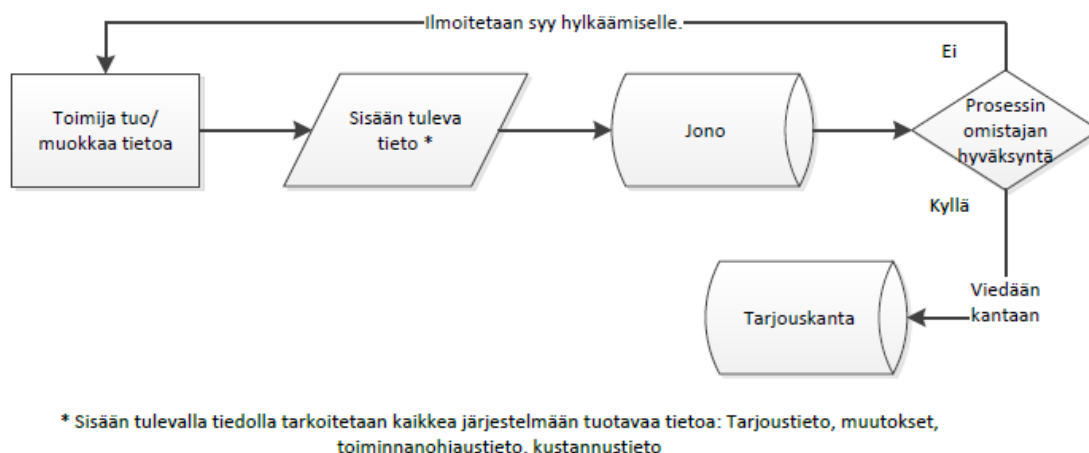 Ilmoitetaan syy hylkäämiselle.
Ei
Toimija tuo/
muokkaa tietoa
Sisään tuleva
tieto *
Jono
Prosessin
omistajan
hyväksyntä
Kyllä
Viedään
kantaan
Tarjouskanta
* Sisään tulevalla tiedolla tarkoitetaan kaikkea järjestelmään tuotavaa tietoa: Tarjoustieto, muutokset,
toiminnanohjaustieto, kustannustieto